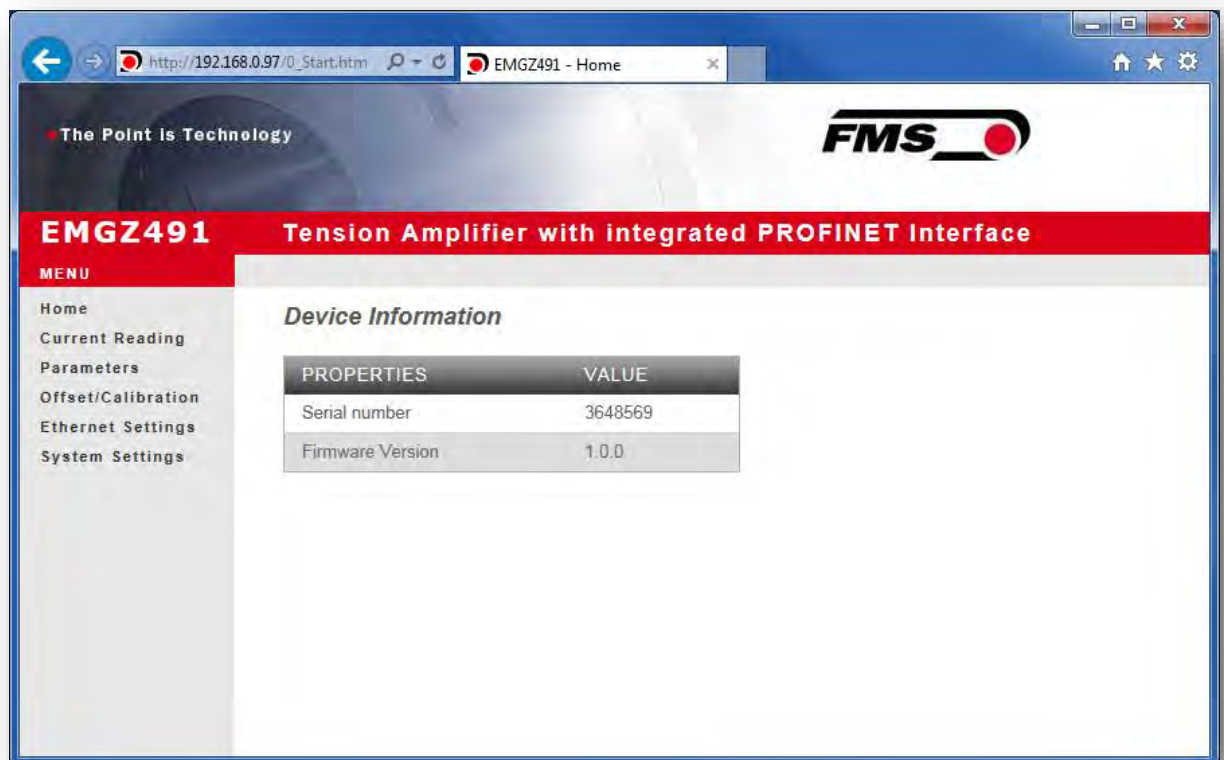 http://192.168.0.97/0_Start.htm
EMGZ491 - Home
The Point is Technology
FMS
EMGZ491
Tension Amplifier with integrated PROFINET Interface
MENU
Home
Current Reading
Parameters
Offset/Calibration
Ethernet Settings
System Settings
Device Information
PROPERTIES VALUE
Serial number 3648569
Firmware Version 1.0.0